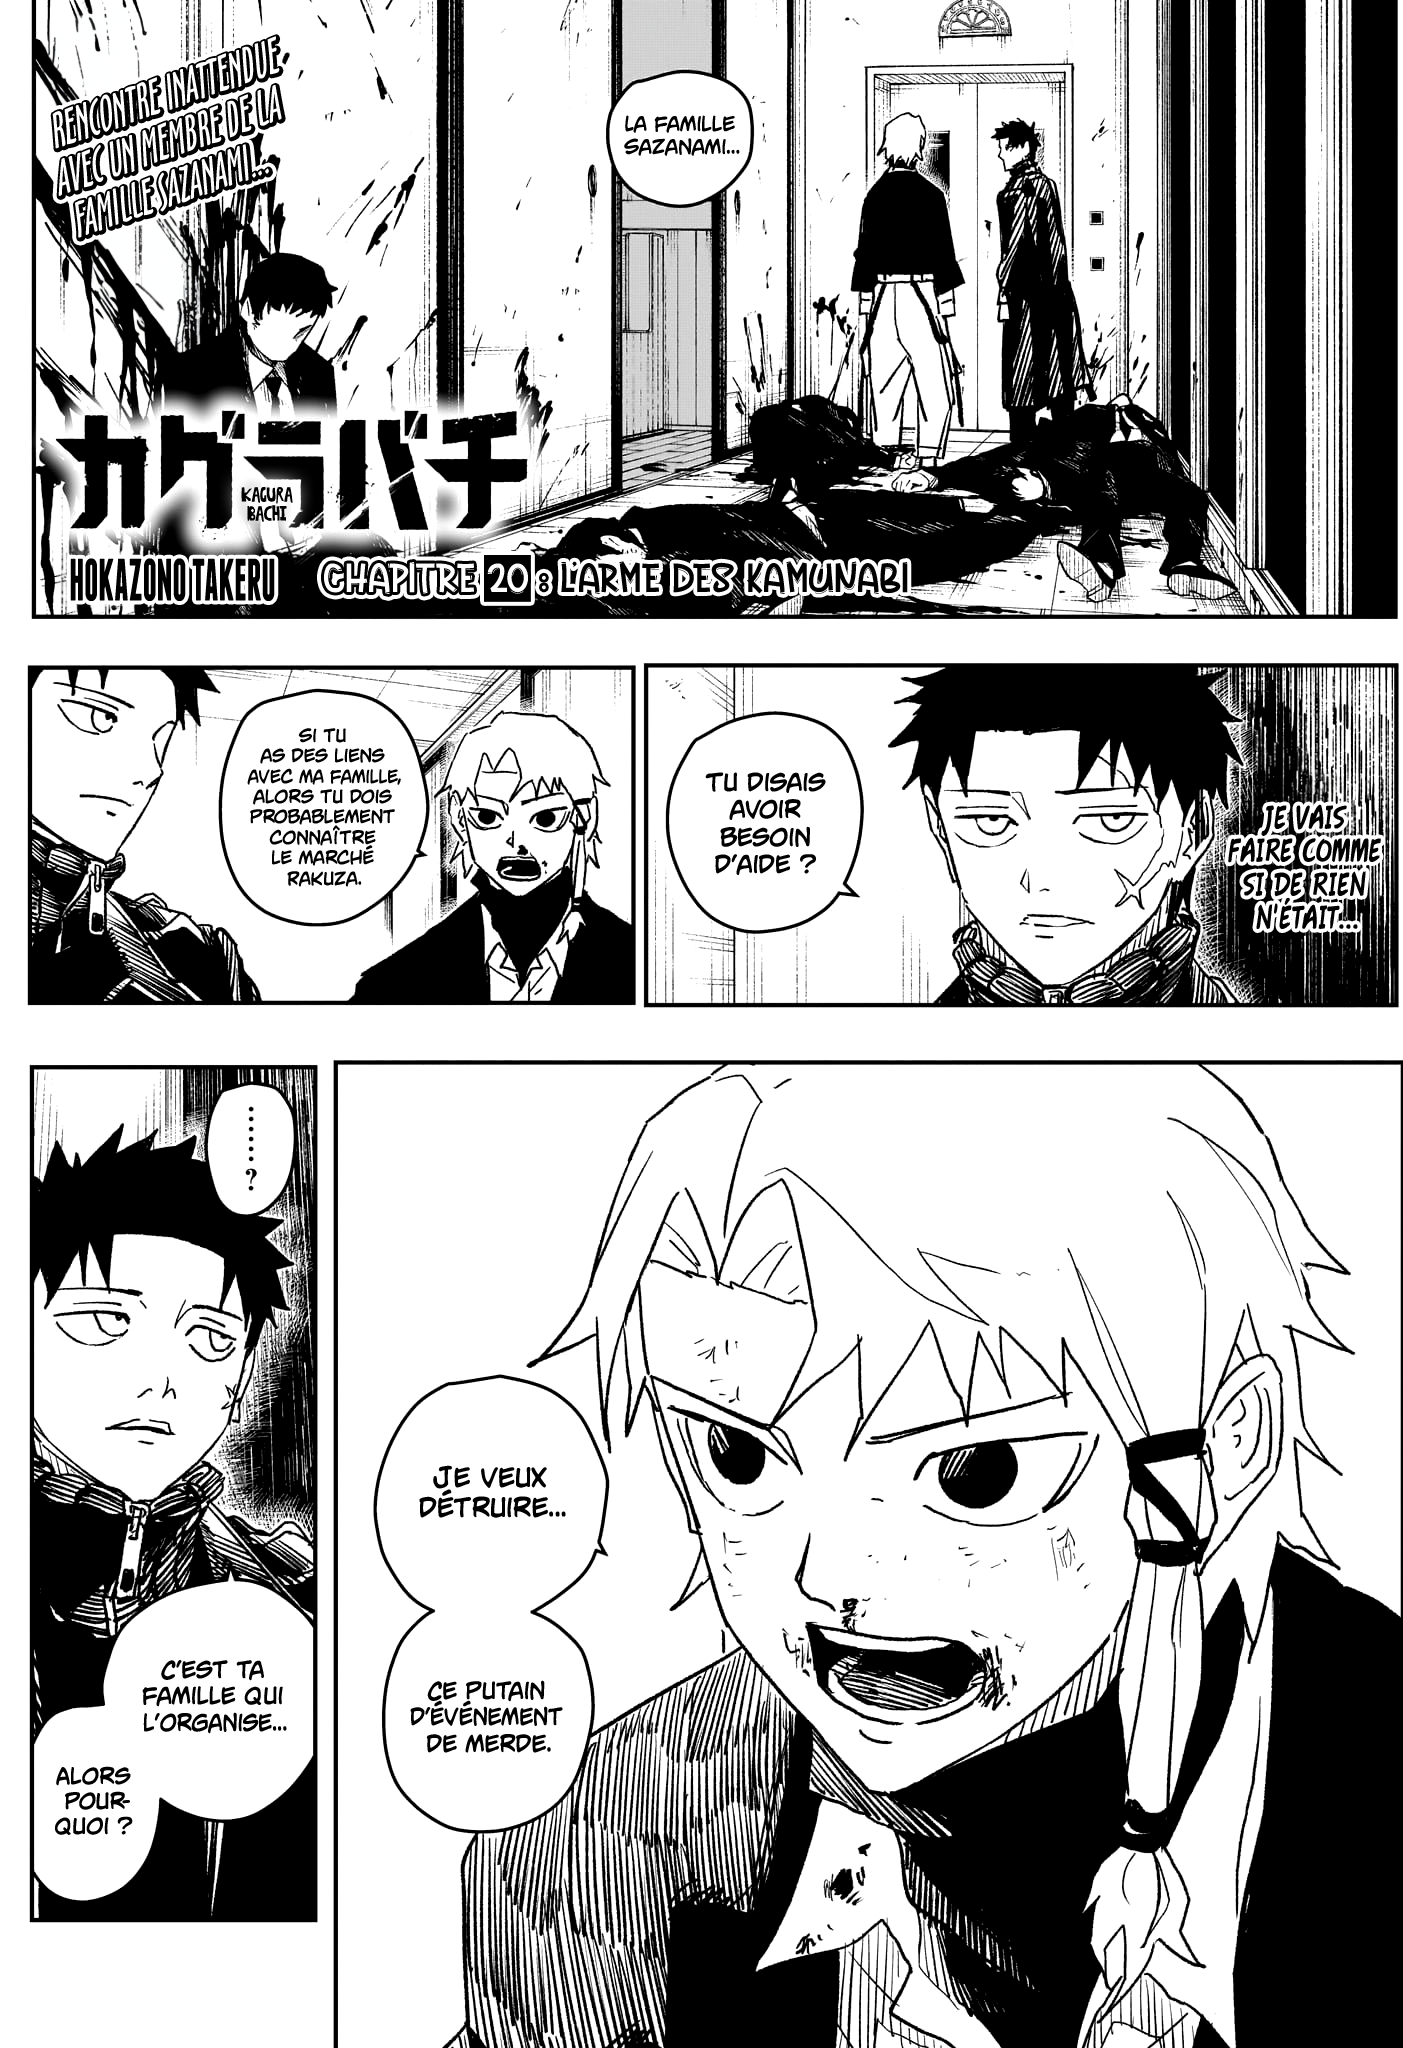 RENCONTRE INATTENDUE
AVEC UN MEMBRE DE LA
FAMILLE SAZANAMI...
LA FAMILLE
SAZANAMI...
カグラバチ
KAGURA
BACHI
HOKAZONO TAKERU
CHAPITRE 20 : L'ARME DES KAMUNABI
JE VAIS
FAIRE COMME
SI DE RIEN
N'ÉTAIT...
TU DISAIS
AVOIR
BESOIN
D'AIDE ?
SI TU
AS DES LIENS
AVEC MA FAMILLE,
ALORS TU DOIS
PROBABLEMENT
CONNAÎTRE
LE MARCHÉ
RAKUZA.
JE VEUX
DÉTRUIRE...
CE PUTAIN
D'ÉVÉNEMENT
DE MERDE.
......?
C'EST TA
FAMILLE QUI
L'ORGANISE...
ALORS
POUR-
QUOI ?